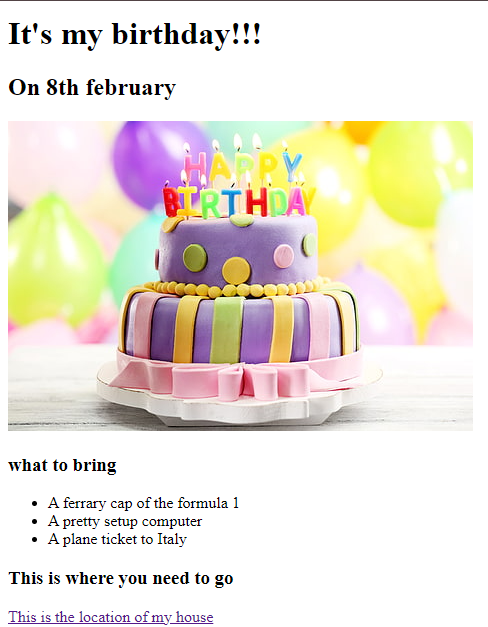 It's my birthday!!!
On 8th february
HAPPY
BIRTHDAY
what to bring
A ferrary cap of the formula 1
A pretty setup computer
A plane ticket to Italy
This is where you need to go
This is the location of my house